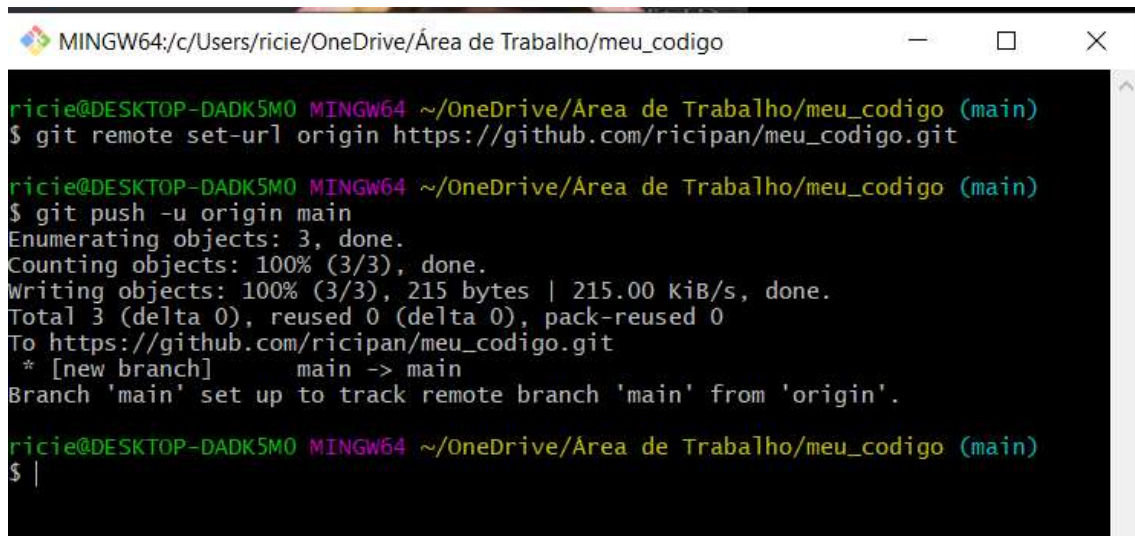 MINGW64:/c/Users/ricie/OneDrive/Área de Trabalho/meu_codigo
ricie@DESKTOP-DADK5M0 MINGW64 ~/OneDrive/Área de Trabalho/meu_codigo (main)
$ git remote set-url origin https://github.com/ricipan/meu_codigo.git
ricie@DESKTOP-DADK5M0 MINGW64 ~/OneDrive/Área de Trabalho/meu_codigo (main)
$ git push -u origin main
Enumerating objects: 3, done.
Counting objects: 100% (3/3), done.
Writing objects: 100% (3/3), 215 bytes | 215.00 KiB/s, done.
Total 3 (delta 0), reused 0 (delta 0), pack-reused 0
To https://github.com/ricipan/meu_codigo.git
 * [new branch]      main -> main
Branch 'main' set up to track remote branch 'main' from 'origin'.
ricie@DESKTOP-DADK5M0 MINGW64 ~/OneDrive/Área de Trabalho/meu_codigo (main)
$